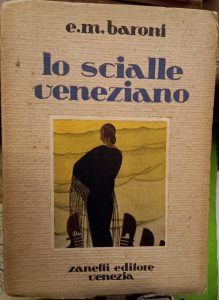 e.m. baroni
lo scialle
veneziano
zanetti editore
venezia